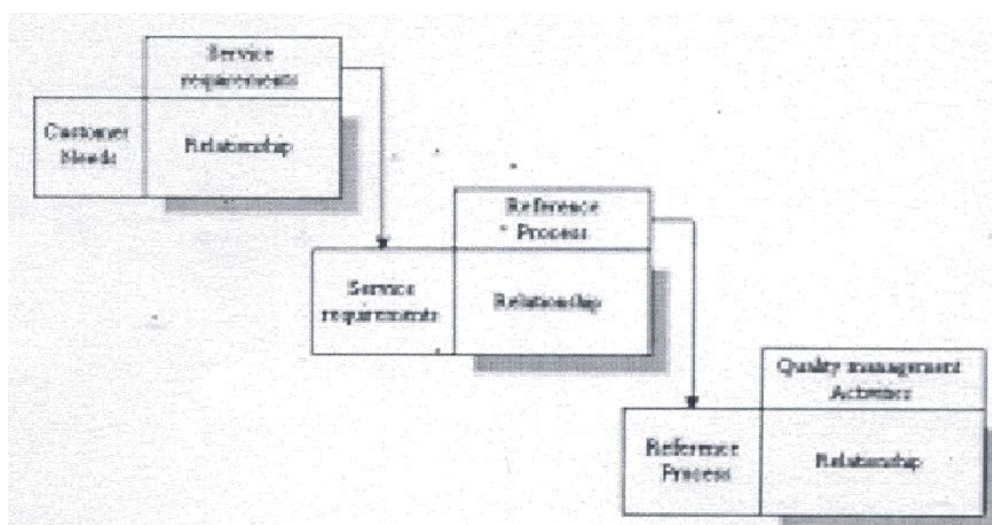 Service
requirements
Customer
Needs
Relationship
Reference
Process
Service
requirements
Relationship
Quality management
Activities
Reference
Process
Relationship